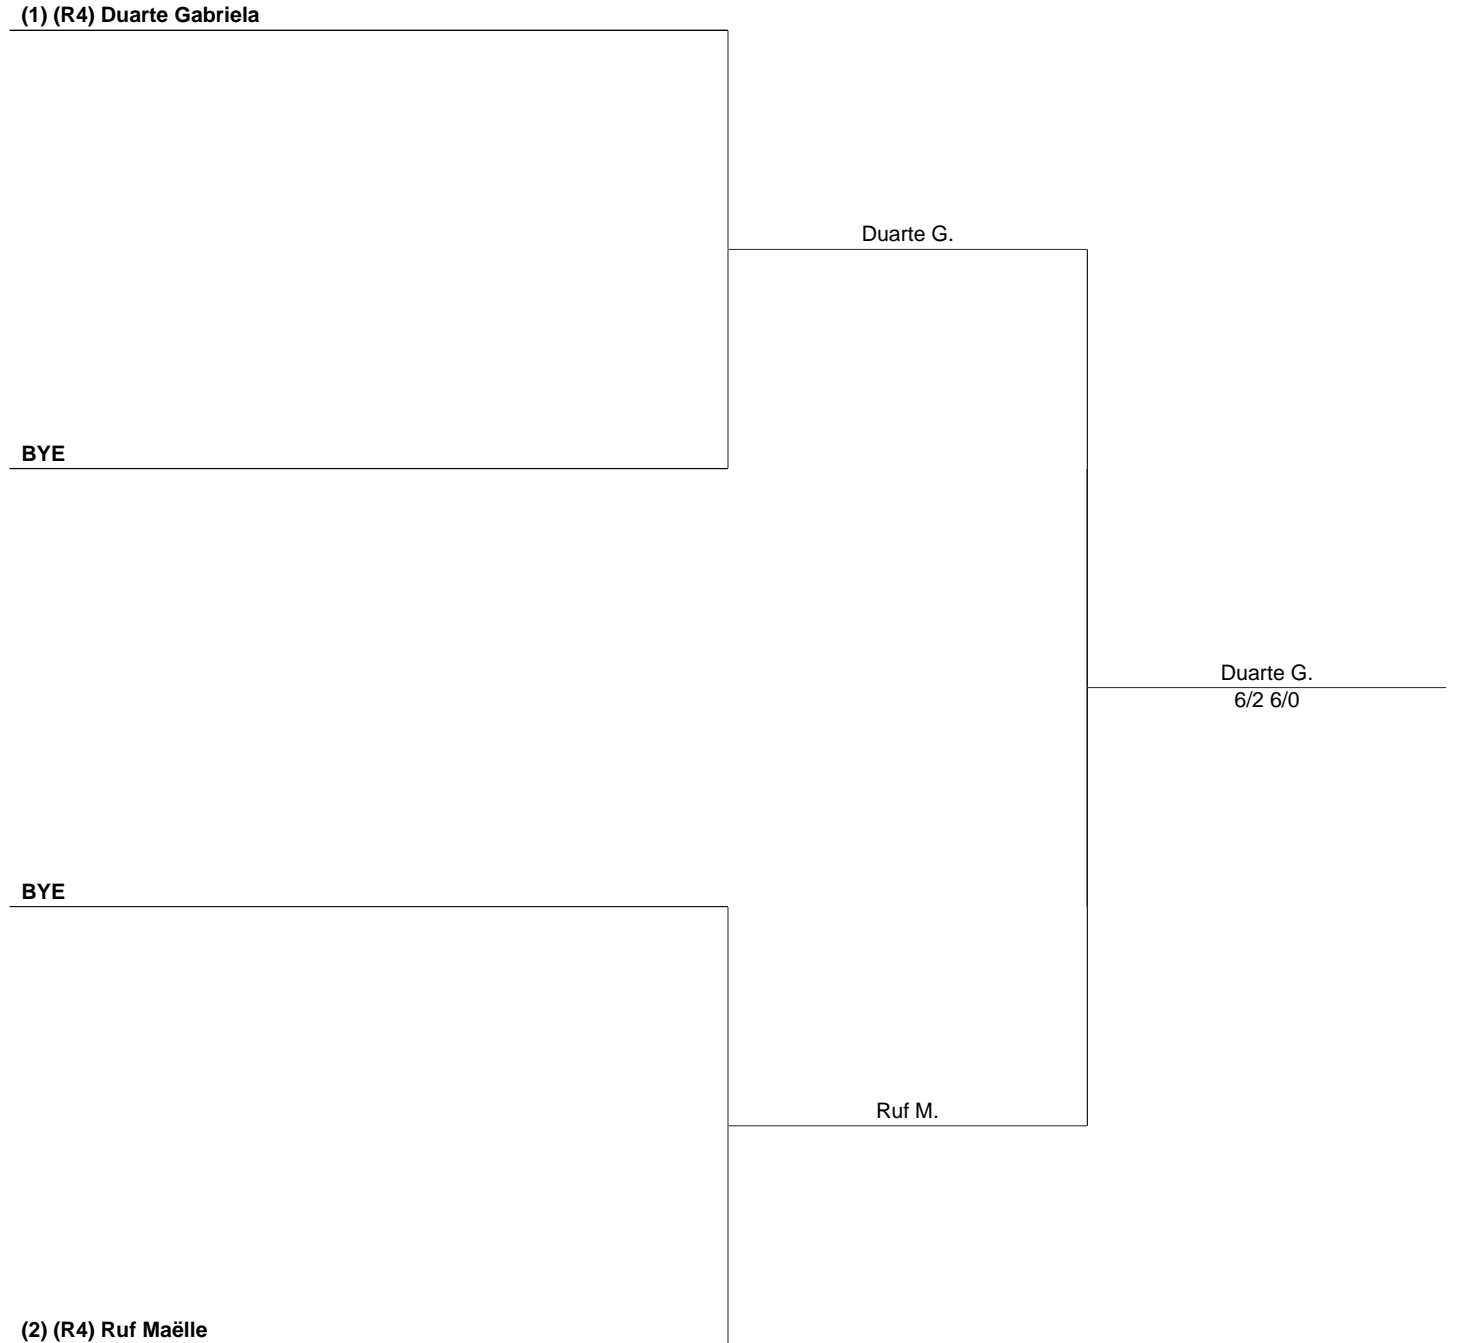 (1) (R4) Duarte Gabriela
Duarte G.
BYE
Duarte G.
6/2 6/0
BYE
Ruf M.
(2) (R4) Ruf Maëlle